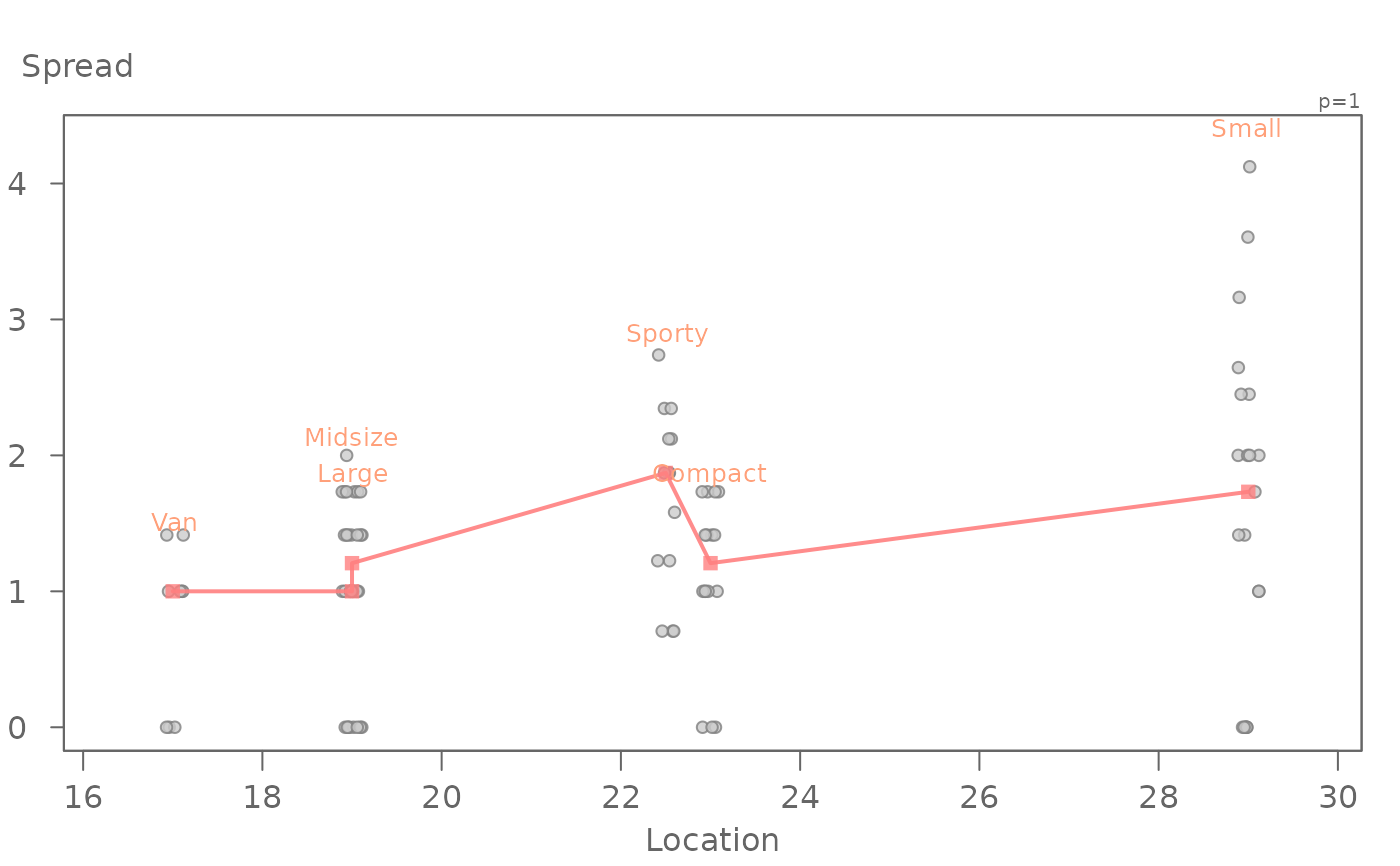 Spread
p=1
Small
4
3
Sporty
Midsize
2
Large
Compact
Van
1
0
16 18 20 22 24 26 28 30
Location